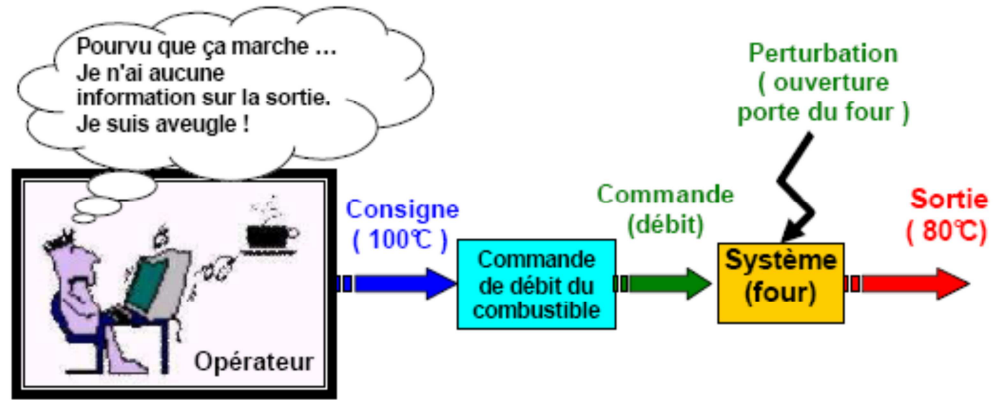 Pourvu que ça marche ...
Je n'ai aucune
information sur la sortie.
Je suis aveugle !
Opérateur
Consigne
( 100°C )
Commande
de débit du
combustible
Commande
(débit)
Perturbation
( ouverture
porte du four )
Système
(four)
Sortie
( 80°C)